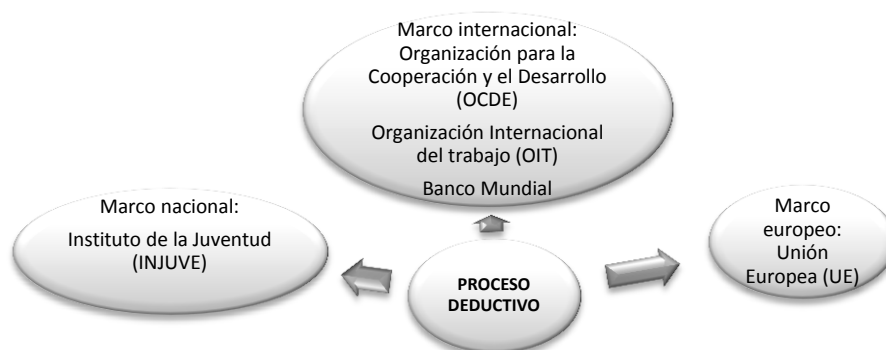 Marco internacional:
Organización para la
Cooperación y el Desarrollo
(OCDE)
Organización Internacional
del trabajo (OIT)
Banco Mundial
Marco nacional:
Instituto de la Juventud
(INJUVE)
PROCESO
DEDUCTIVO
Marco
europeo:
Unión
Europea (UE)